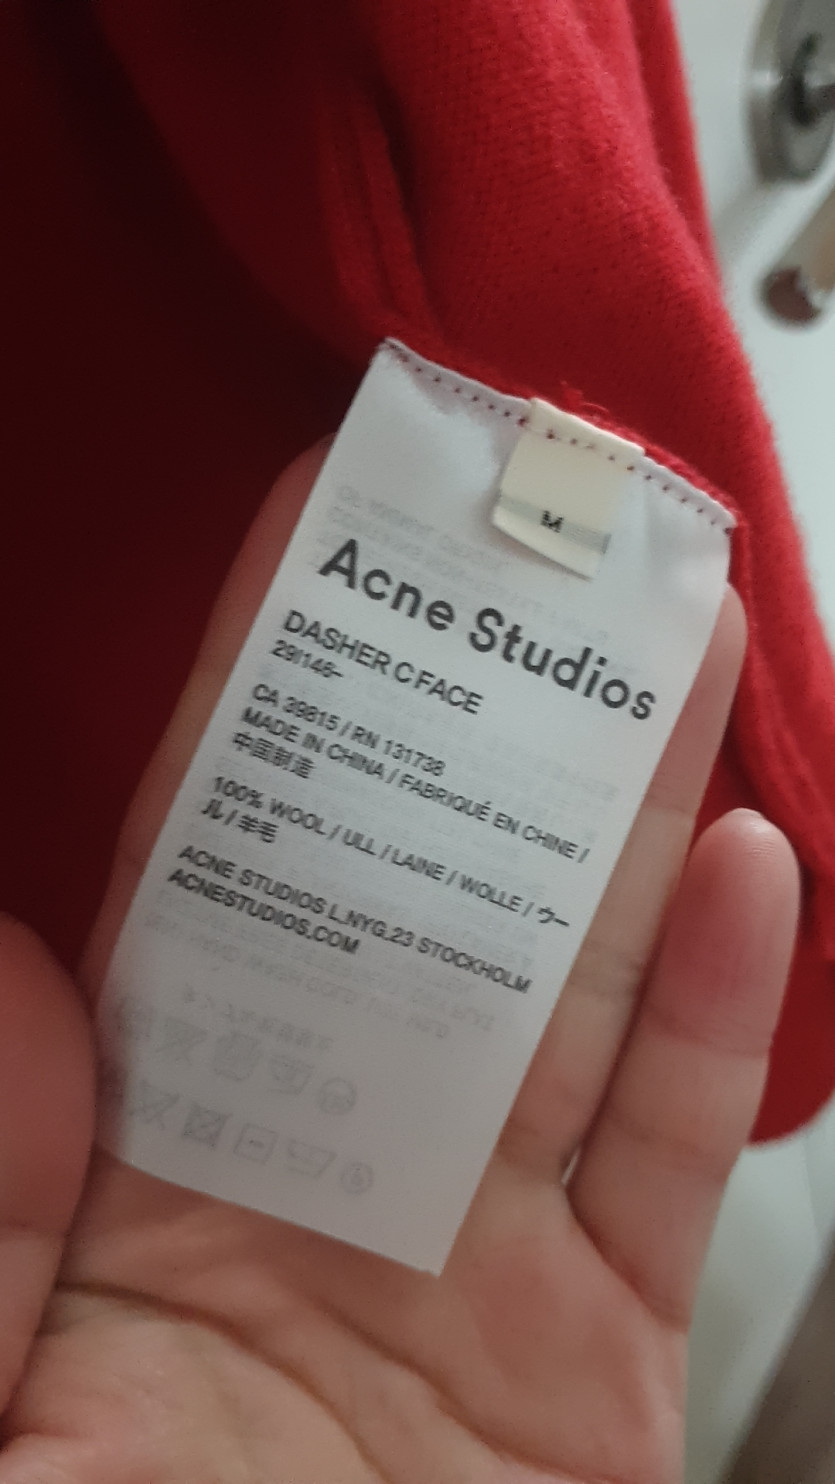 M
Acne Studios
DASHER C FACE
29I146-
CA 39815 / RN 131738
MADE IN CHINA / FABRIQUÉ EN CHINE /
中国制造
100% WOOL / ULL / LAINE / WOLLE / ウー
ル / 羊毛
ACNE STUDIOS L.NYG.23 STOCKHOLM
ACNESTUDIOS.COM